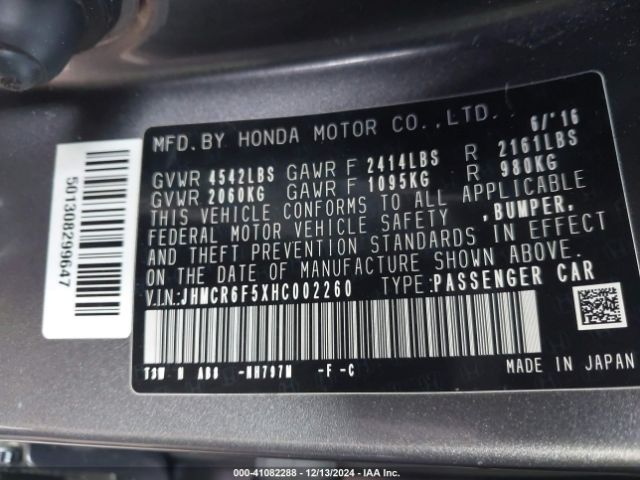 MFD.BY HONDA MOTOR CO.,LTD. 6/'16
GVWR 4542LBS GAWR F 2414LBS R 2161LBS
GVWR 2060KG GAWR F 1095KG R 980KG
THIS VEHICLE CONFORMS TO ALL APPLICABLE
FEDERAL MOTOR VEHICLE SAFETY ,BUMPER,
AND THEFT PREVENTION STANDARDS IN EFFECT
ON THE DATE OF MANUFACTURE SHOWN ABOVE.
V.I.N.:JHMCR6F5XHC002260 TYPE:PASSENGER CAR
T3W N AB0 -NH797M -F -C
MADE IN JAPAN
501308299647
000-41082288 - 12/13/2024 - IAA Inc.